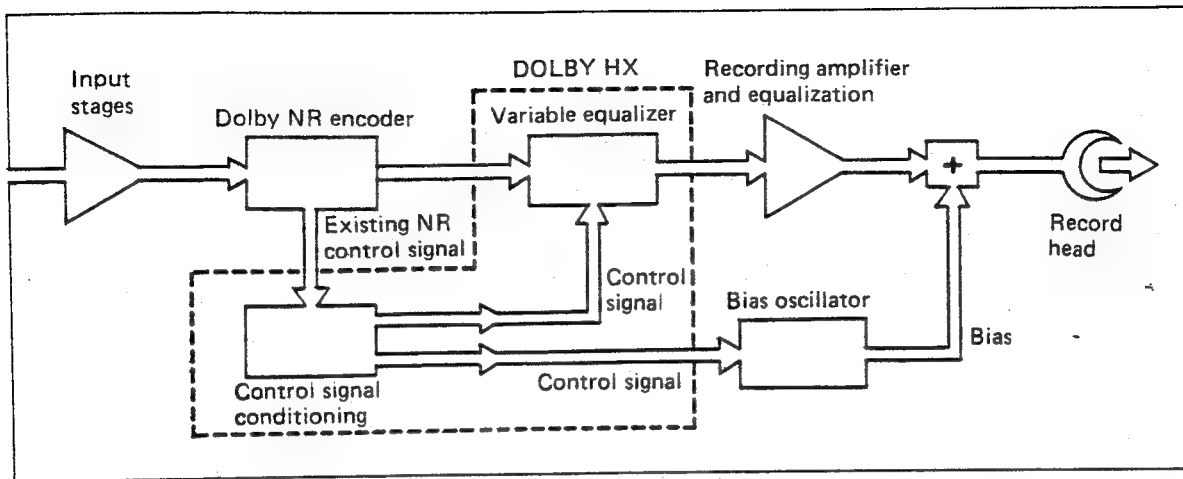 Input
stages
Dolby NR encoder
DOLBY HX
Variable equalizer
Recording amplifier
and equalization
+
Record
head
Existing NR
control signal
Control
signal
Bias oscillator
Bias
Control signal
Control signal
conditioning